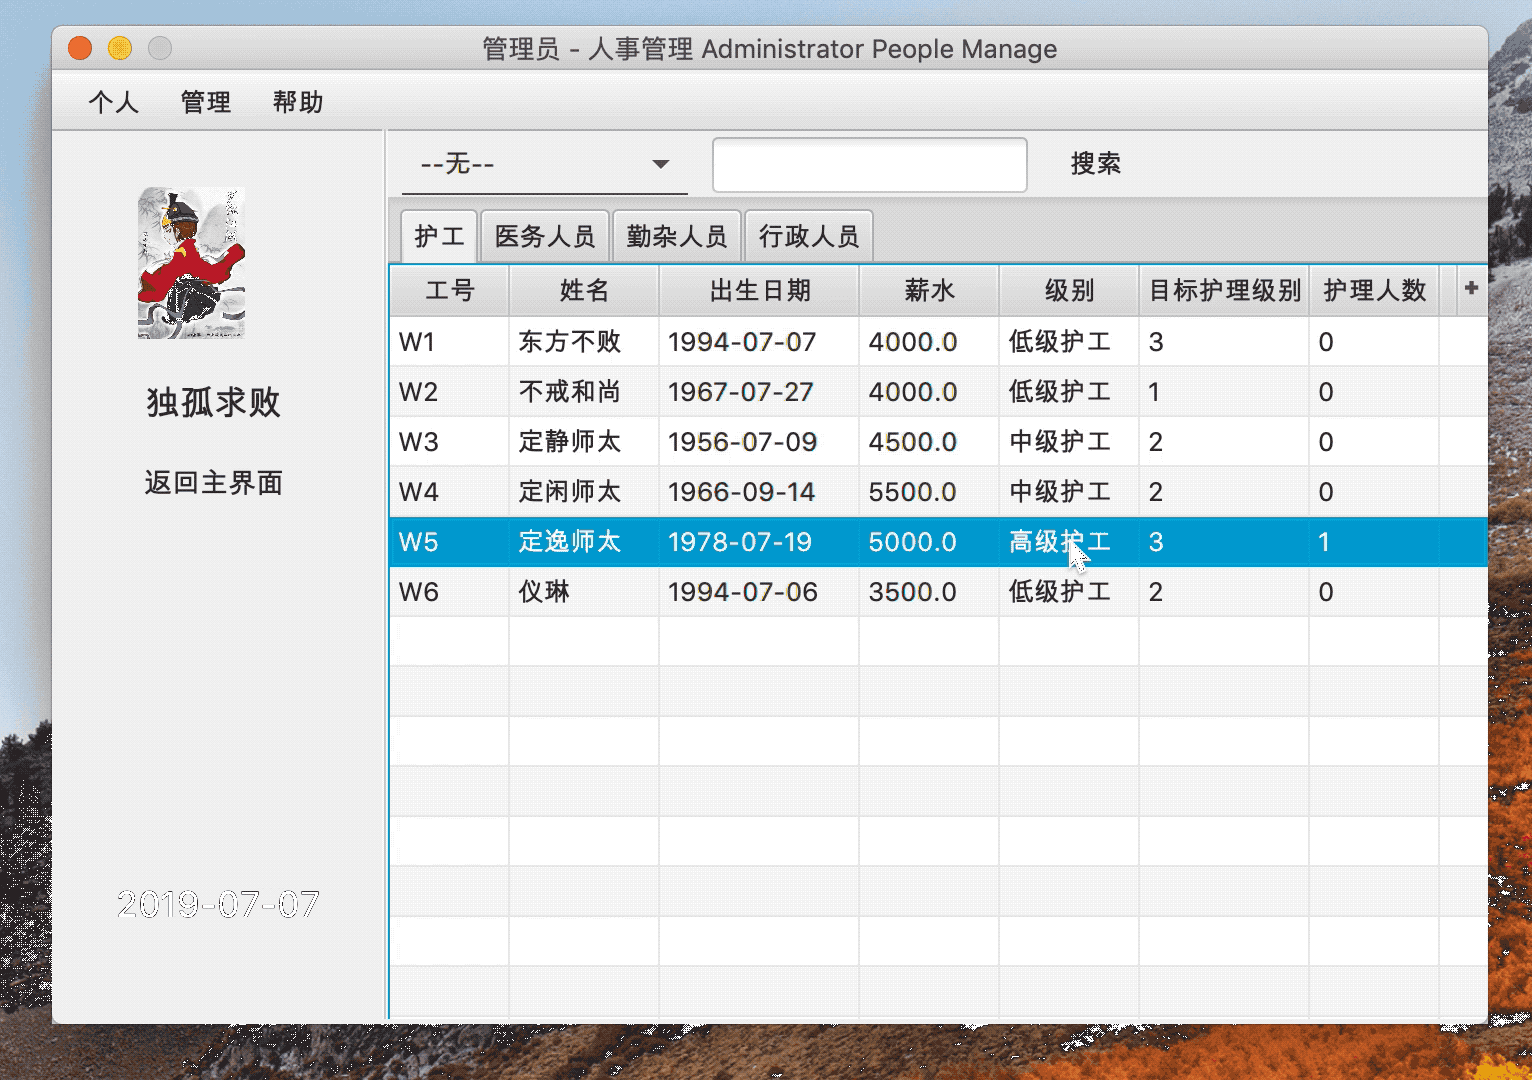 管理员 - 人事管理 Administrator People Manage
个人 管理 帮助
--无-- 搜索
护工 医务人员 勤杂人员 行政人员
工号 姓名 出生日期 薪水 级别 目标护理级别 护理人数 +
W1 东方不败 1994-07-07 4000.0 低级护工 3 0
W2 不戒和尚 1967-07-27 4000.0 低级护工 1 0
W3 定静师太 1956-07-09 4500.0 中级护工 2 0
W4 定闲师太 1966-09-14 5500.0 中级护工 2 0
W5 定逸师太 1978-07-19 5000.0 高级护工 3 1
W6 仪琳 1994-07-06 3500.0 低级护工 2 0
独孤求败
返回主界面
2019-07-07